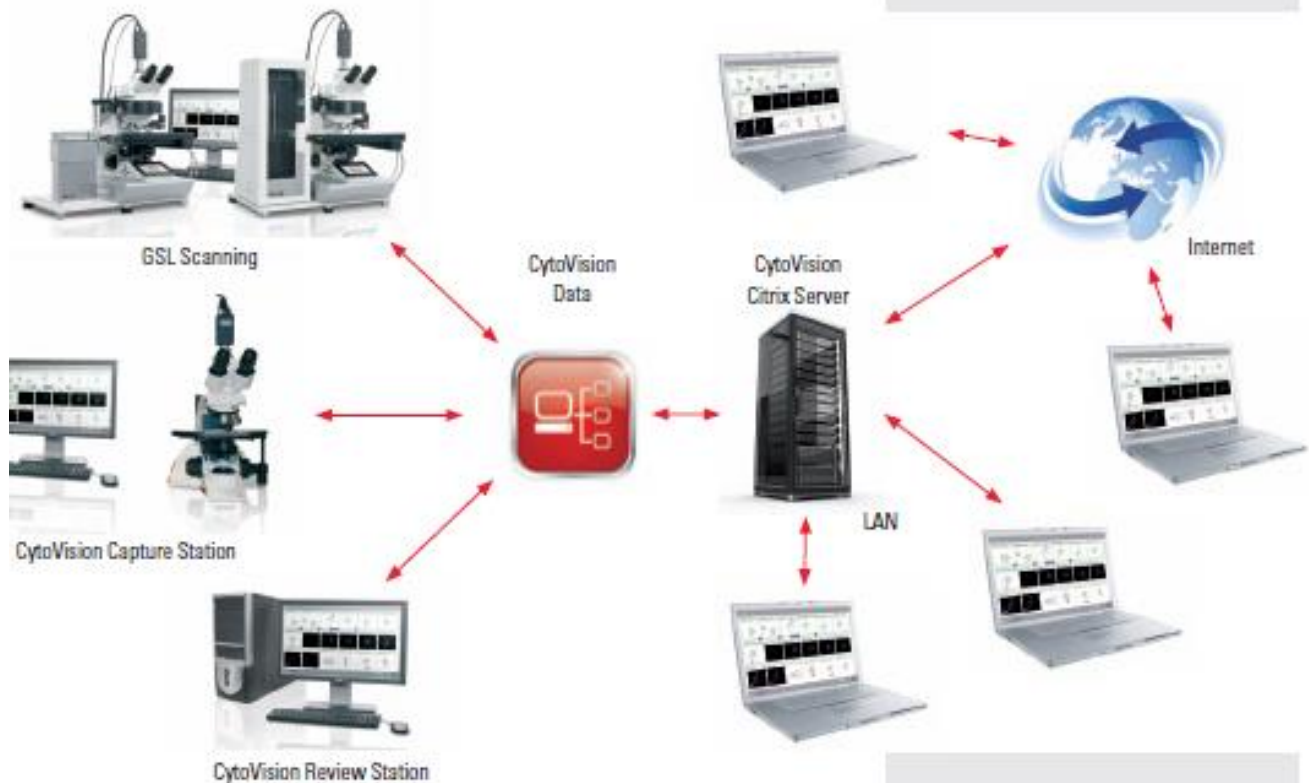 GSL Scanning
CytoVision
Data
CytoVision
Citrix Server
Internet
CytoVision Capture Station
LAN
CytoVision Review Station